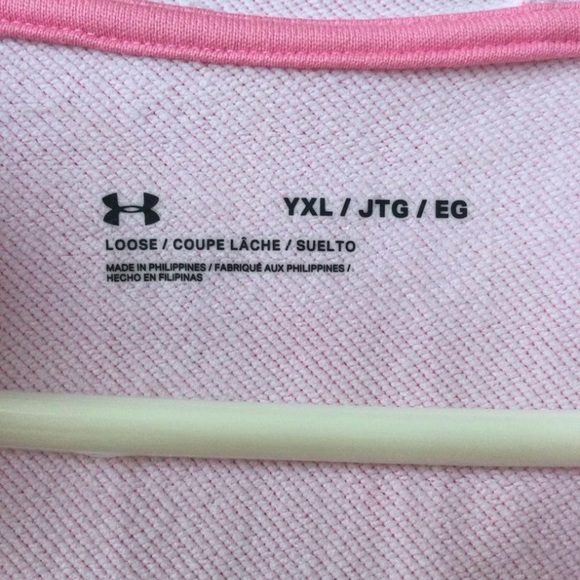 YXL / JTG / EG
LOOSE / COUPE LÂCHE / SUELTO
MADE IN PHILIPPINES / FABRIQUÉ AUX PHILIPPINES /
HECHO EN FILIPINAS